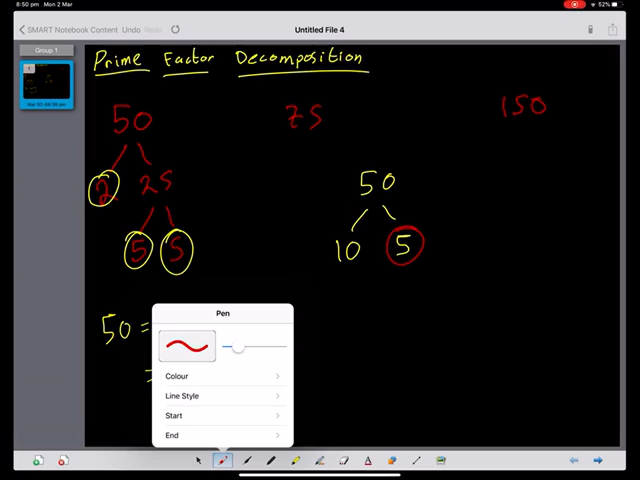 8:50 pm Mon 2 Mar
52%
SMART Notebook Content Undo Redo
Untitled File 4
Group 1
Prime Factor Decomposition
50
75
150
2 25
50
5 5
10 5
50 =
=
Pen
Colour
Line Style
Start
End